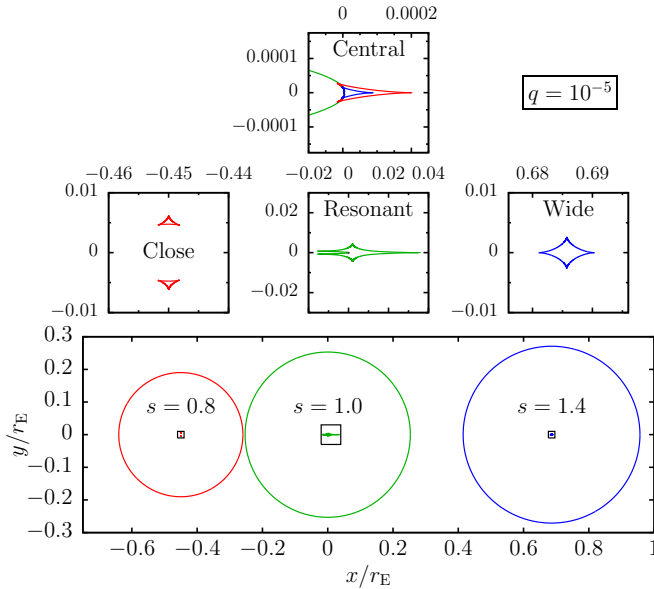 0 0.0002
0.0001
0
−0.0001
Central
q = 10⁻⁵
−0.02 0 0.02 0.04
−0.46 −0.45 −0.44
0.01
0
−0.01
Close
0.02
0
−0.02
Resonant
0.68 0.69
0.01
0
−0.01
Wide
0.3
0.2
0.1
0
−0.1
−0.2
−0.3
y/r_E
s = 0.8 s = 1.0 s = 1.4
−0.6 −0.4 −0.2 0 0.2 0.4 0.6 0.8 1
x/r_E